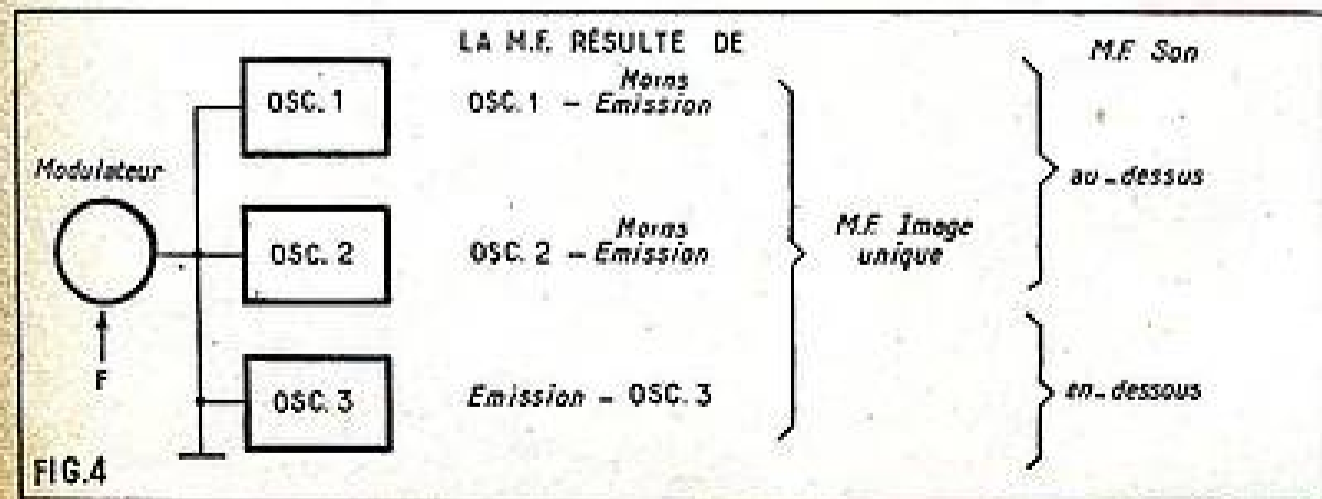 LA M.F. RÉSULTE DE
M.F. Son
OSC. 1
Moins
OSC. 1 – Emission
Modulateur
au-dessus
OSC. 2
Moins
OSC. 2 – Emission
M.F. Image
unique
F
OSC. 3
Emission – OSC. 3
en-dessous
FIG.4